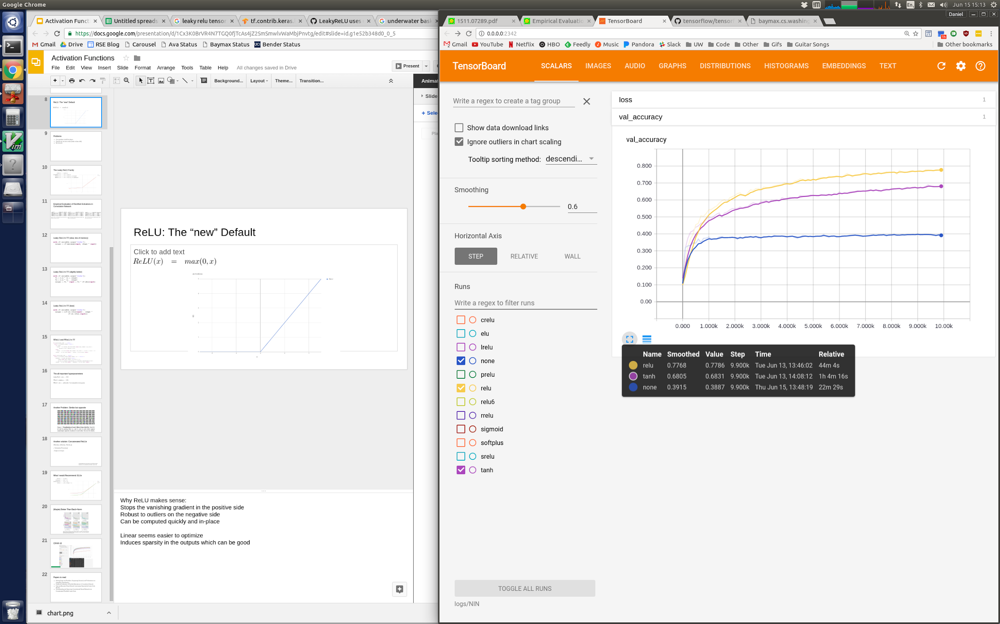 Google Chrome
En1
Jun 15 15:13
Activation Funct
Untitled spreads
leaky relu tensor
tf.contrib.keras.
LeakyReLU uses
underwater bas
https://docs.google.com/presentation/d/1Cx3K0BrVR4N7TGQ0fjTcAs4jZ2SmSmwlvWaMbjPnvtg/edit#slide=id.g1e52b348d0_0_5
Gmail
Drive
RSE Blog
Carousel
Ava Status
Baymax Status
UCI
Bender Status
Activation Functions
File Edit View Insert Slide Format Arrange Tools Table Help All changes saved in Drive
Present
Background... Layout Theme... Transition...
Animat
Slide
+ Sele
Pla
8
ReLU: The "new" Default
9
Problems
10
The Leaky ReLU Family
11
Empirical Evaluation of Rectified Activations in
Convolution Network
12
Leaky ReLU in TF (slow, lots of memory)
13
Leaky ReLU in TF (slightly better)
14
Leaky ReLU in TF (best)
15
RReLU and PReLU in TF
16
The all-important hyperparameters
17
Another Problem: Similar but opposite
18
Another solution: Concatenated ReLUs
19
What I would Recommend: ELUs
20
(Maybe) Better Than Batch-Norm
21
CIFAR-10
22
Papers to read
ReLU: The “new” Default
Click to add text
ReLU(x) = max(0, x)
Activation
Why ReLU makes sense:
Stops the vanishing gradient in the positive side
Robust to outliers on the negative side
Can be computed quickly and in-place
Linear seems easier to optimize
Induces sparsity in the outputs which can be good
chart.png
Vim
Daniel
1511.07289.pdf
Empirical Evaluatio
TensorBoard
tensorflow/tensorf
baymax.cs.washing
0.0.0.0:2342
1h
Gmail
YouTube
Netflix
HBO
Feedly
Music
Pandora
Slack
UW
Code
Other
Gifs
Guitar Songs
Other bookmarks
TensorBoard
SCALARS IMAGES AUDIO GRAPHS DISTRIBUTIONS HISTOGRAMS EMBEDDINGS TEXT
Write a regex to create a tag group
Show data download links
Ignore outliers in chart scaling
Tooltip sorting method: descendi...
Smoothing
0.6
Horizontal Axis
STEP RELATIVE WALL
Runs
Write a regex to filter runs
crelu
elu
lrelu
none
prelu
relu
relu6
rrelu
sigmoid
softplus
srelu
tanh
TOGGLE ALL RUNS
logs/NIN
loss 1
val_accuracy 1
val_accuracy
0.800
0.700
0.600
0.500
0.400
0.300
0.200
0.100
0.00
0.000 1.000k 2.000k 3.000k 4.000k 5.000k 6.000k 7.000k 8.000k 9.000k 10.00k
Name Smoothed Value Step Time Relative
relu 0.7768 0.7786 9.900k Tue Jun 13, 13:46:02 44m 4s
tanh 0.6805 0.6831 9.900k Tue Jun 13, 14:08:12 1h 4m 16s
none 0.3915 0.3887 9.900k Thu Jun 15, 13:48:19 22m 29s